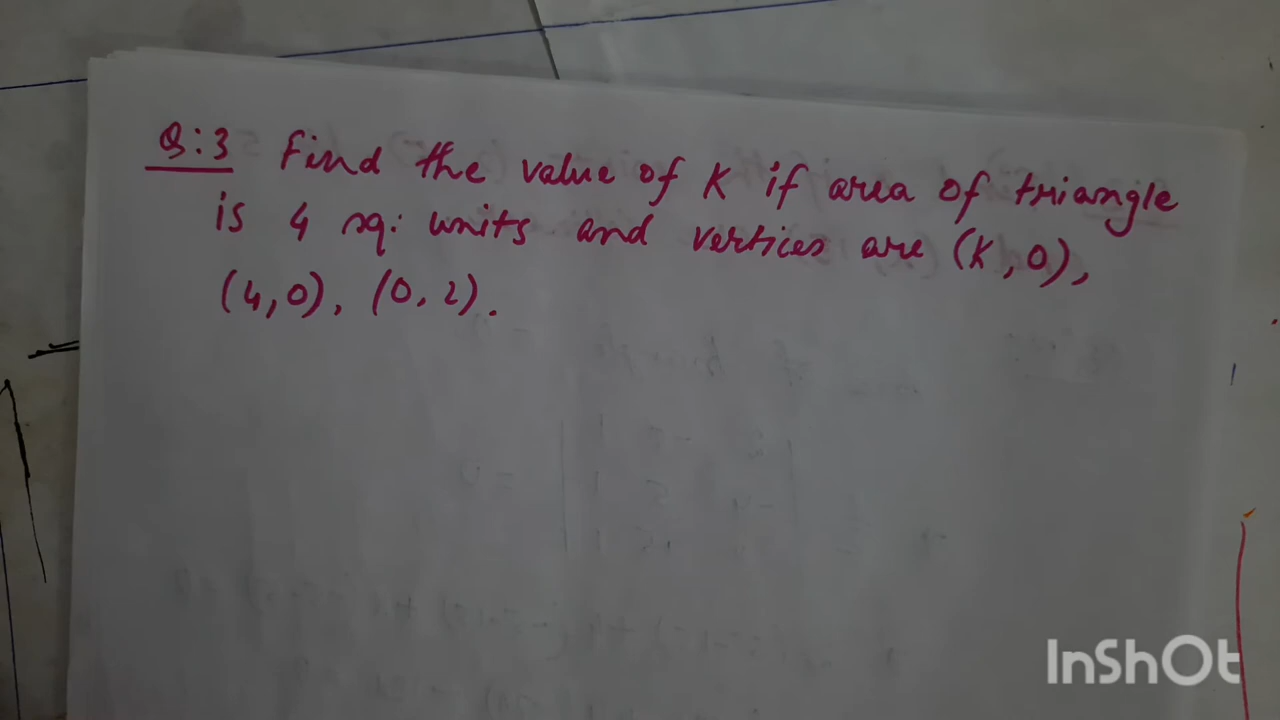 Q:3 Find the value of K if area of triangle
is 4 sq: units and vertices are (K,0),
(4,0), (0,2).
InShOt